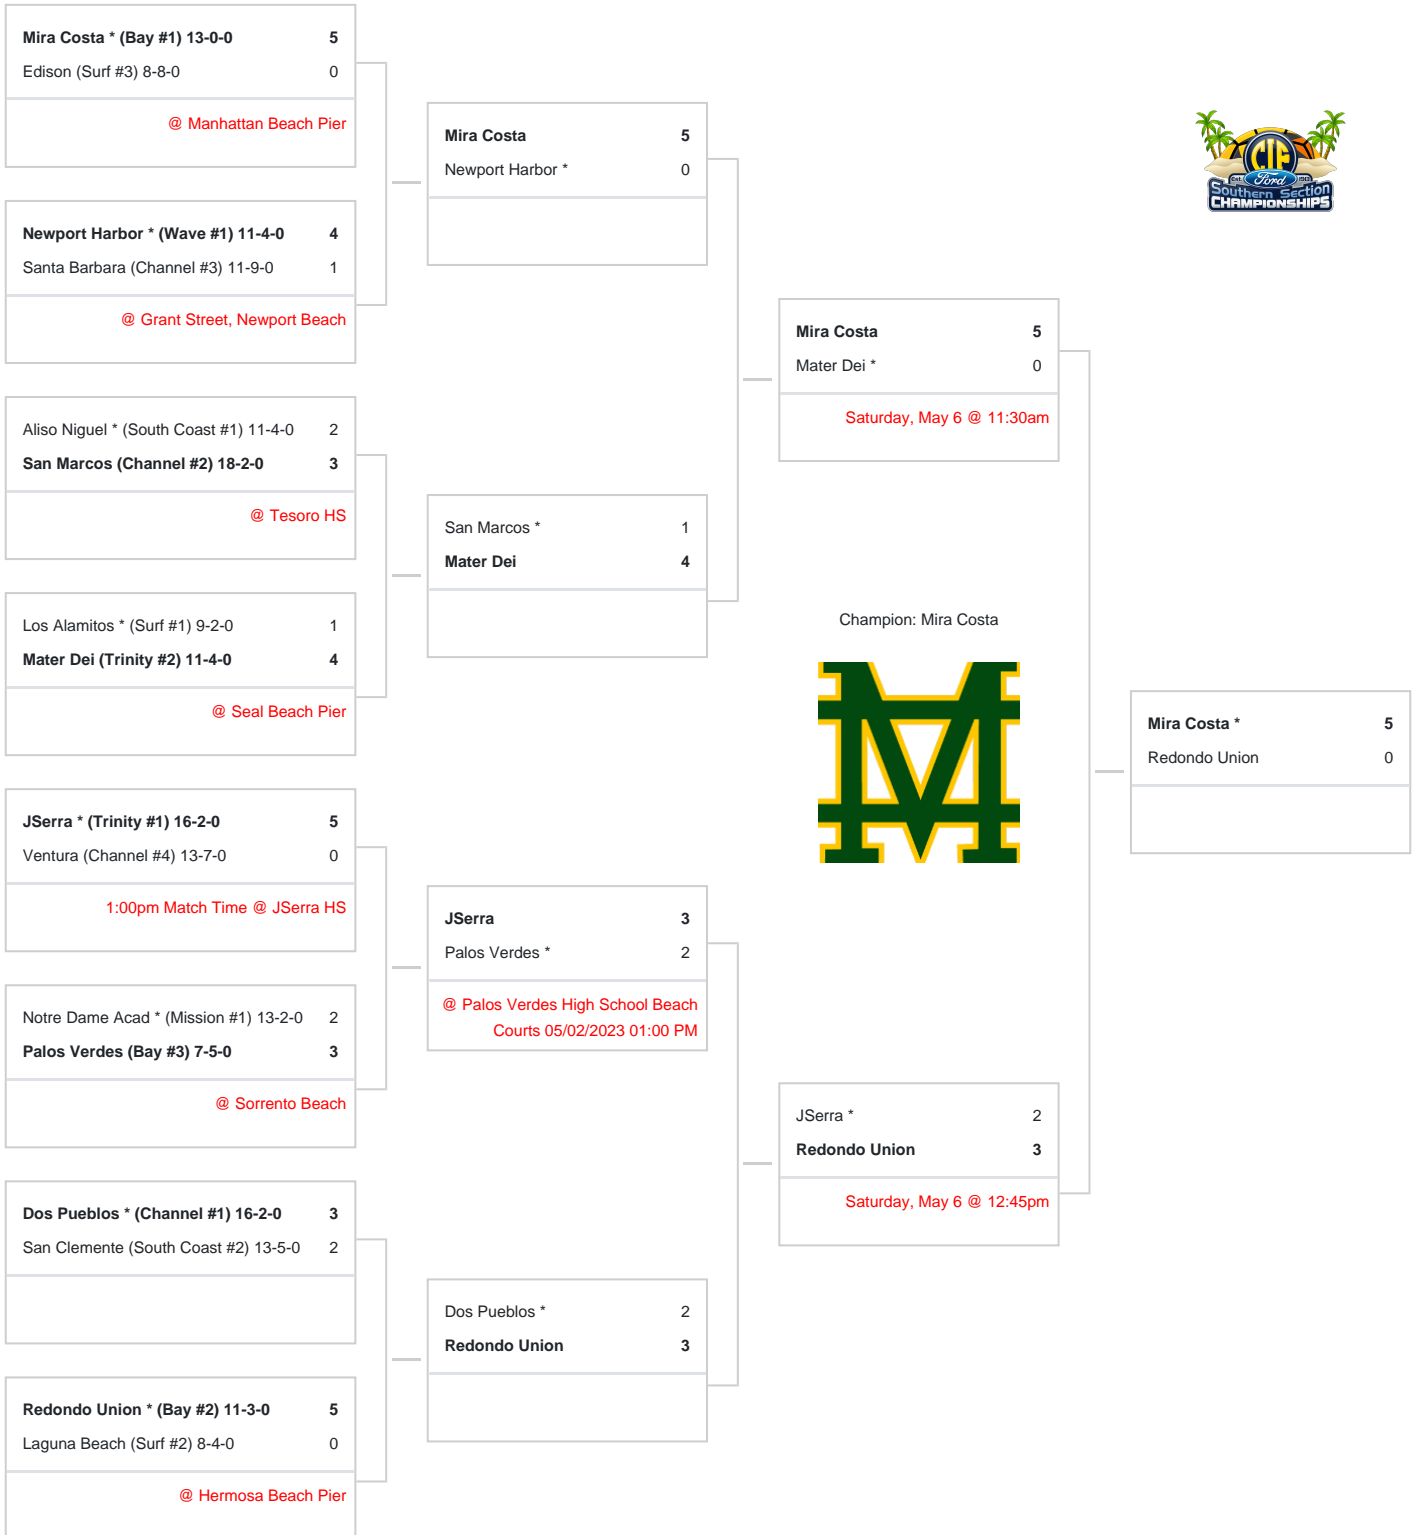 Mira Costa * (Bay #1) 13-0-0 5
Edison (Surf #3) 8-8-0 0
@ Manhattan Beach Pier
Newport Harbor * (Wave #1) 11-4-0 4
Santa Barbara (Channel #3) 11-9-0 1
@ Grant Street, Newport Beach
Aliso Niguel * (South Coast #1) 11-4-0 2
San Marcos (Channel #2) 18-2-0 3
@ Tesoro HS
Los Alamitos * (Surf #1) 9-2-0 1
Mater Dei (Trinity #2) 11-4-0 4
@ Seal Beach Pier
JSerra * (Trinity #1) 16-2-0 5
Ventura (Channel #4) 13-7-0 0
1:00pm Match Time @ JSerra HS
Notre Dame Acad * (Mission #1) 13-2-0 2
Palos Verdes (Bay #3) 7-5-0 3
@ Sorrento Beach
Dos Pueblos * (Channel #1) 16-2-0 3
San Clemente (South Coast #2) 13-5-0 2
Redondo Union * (Bay #2) 11-3-0 5
Laguna Beach (Surf #2) 8-4-0 0
@ Hermosa Beach Pier
Mira Costa 5
Newport Harbor * 0
San Marcos * 1
Mater Dei 4
JSerra 3
Palos Verdes * 2
@ Palos Verdes High School Beach
Courts 05/02/2023 01:00 PM
Dos Pueblos * 2
Redondo Union 3
Mira Costa 5
Mater Dei * 0
Saturday, May 6 @ 11:30am
JSerra * 2
Redondo Union 3
Saturday, May 6 @ 12:45pm
Champion: Mira Costa
Mira Costa * 5
Redondo Union 0
CIF
Est. Ford 1913
Southern Section
CHAMPIONSHIPS